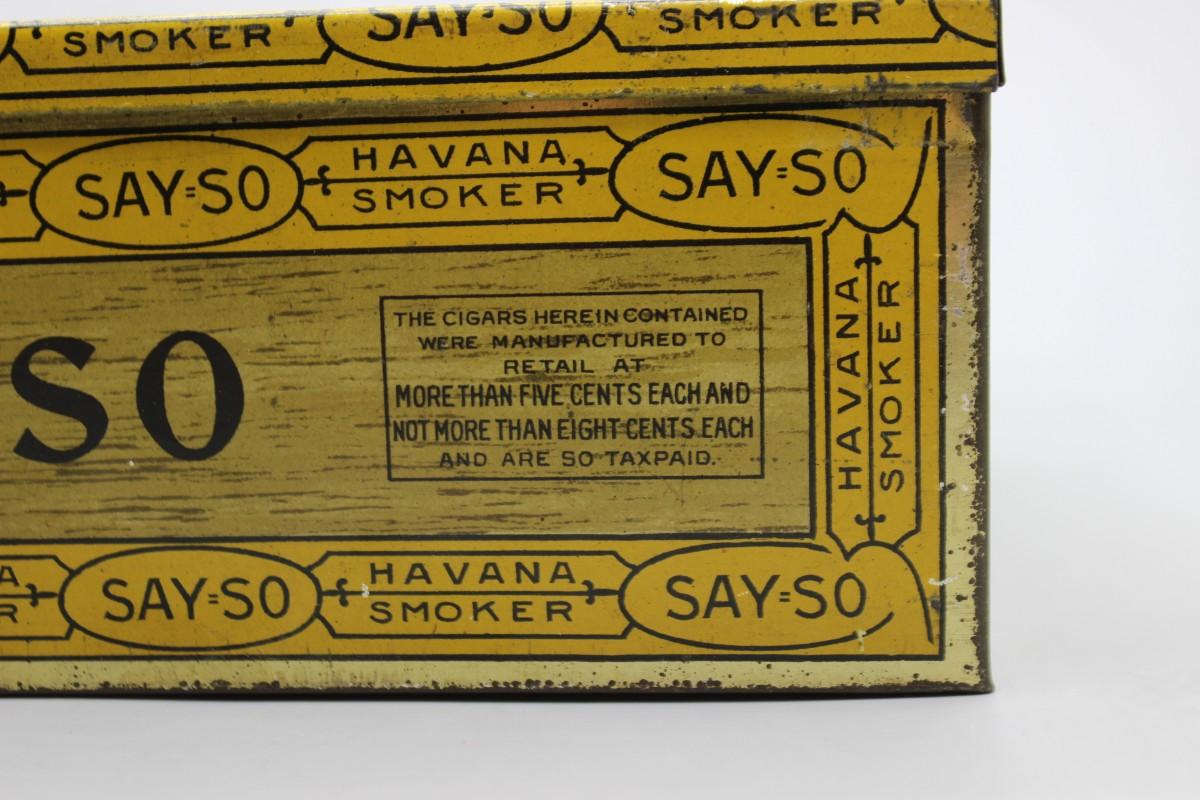 SMOKER SAY=SO SMOKER
SAY=SO HAVANA SMOKER SAY=SO
HAVANA SMOKER
SO
THE CIGARS HEREIN CONTAINED
WERE MANUFACTURED TO
RETAIL AT
MORE THAN FIVE CENTS EACH AND
NOT MORE THAN EIGHT CENTS EACH
AND ARE SO TAXPAID.
A
R SAY=SO HAVANA SMOKER SAY=SO